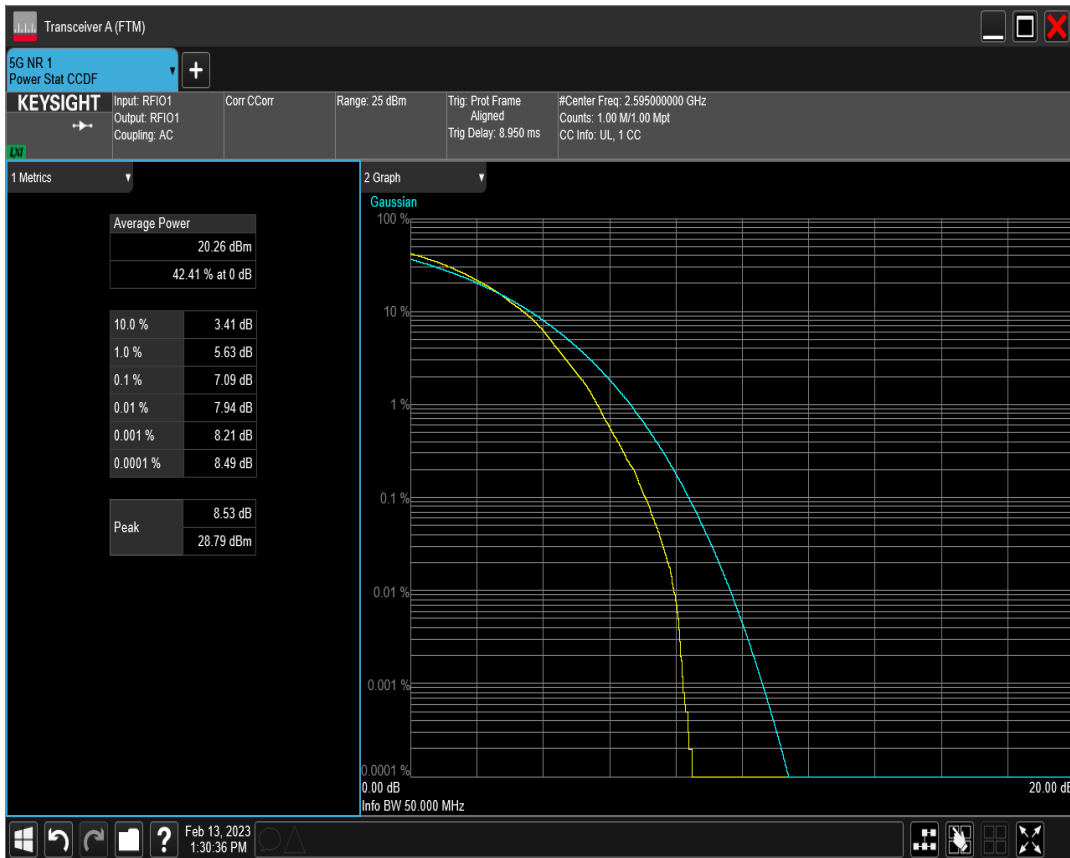 Transceiver A (FTM)
5G NR 1
Power Stat CCDF
+
KEYSIGHT
LXI
Input: RFIO1
Output: RFIO1
Coupling: AC
Corr CCorr
Range: 25 dBm
Trig: Prot Frame
Aligned
Trig Delay: 8.950 ms
#Center Freq: 2.595000000 GHz
Counts: 1.00 M/1.00 Mpt
CC Info: UL, 1 CC
1 Metrics
Average Power
20.26 dBm
42.41 % at 0 dB
10.0 % 3.41 dB
1.0 % 5.63 dB
0.1 % 7.09 dB
0.01 % 7.94 dB
0.001 % 8.21 dB
0.0001 % 8.49 dB
Peak 8.53 dB
28.79 dBm
2 Graph
Gaussian
100 %
10 %
1 %
0.1 %
0.01 %
0.001 %
0.0001 %
0.00 dB 20.00 dB
Info BW 50.000 MHz
? Feb 13, 2023
1:30:36 PM